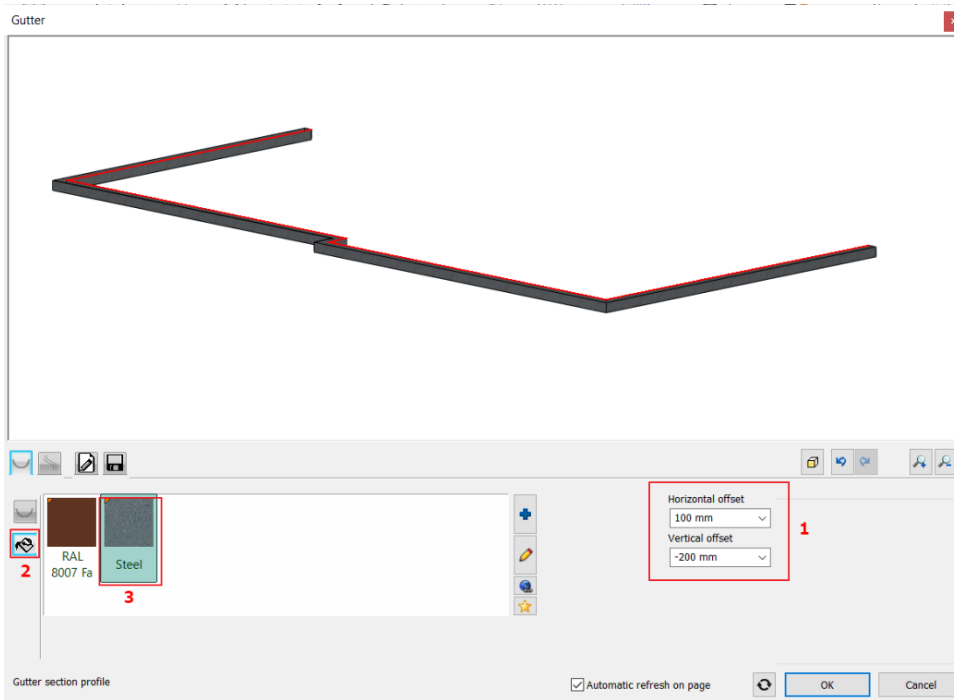 Gutter
Horizontal offset
100 mm
1
Vertical offset
-200 mm
RAL
8007 Fa
Steel
2
3
Gutter section profile
Automatic refresh on page
OK
Cancel